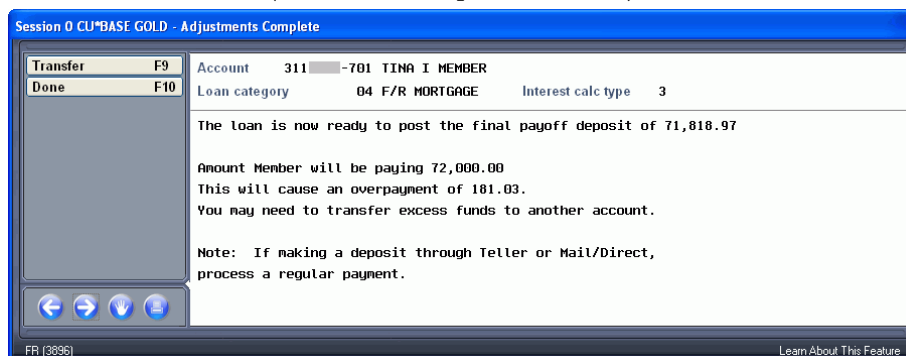 Session 0 CU*BASE GOLD - Adjustments Complete
Transfer F9
Done F10
Account 311 -701 TINA I MEMBER
Loan category 04 F/R MORTGAGE Interest calc type 3
The loan is now ready to post the final payoff deposit of 71,818.97
Amount Member will be paying 72,000.00
This will cause an overpayment of 181.03.
You may need to transfer excess funds to another account.
Note: If making a deposit through Teller or Mail/Direct,
process a regular payment.
FR (3896) Learn About This Feature